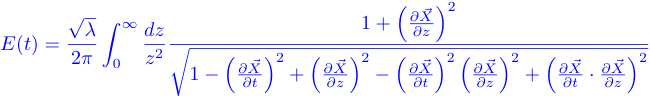 E(t) = \frac{\sqrt{\lambda}}{2\pi} \int_0^\infty \frac{dz}{z^2} \frac{1 + \left(\frac{\partial \vec{X}}{\partial z}\right)^2}{\sqrt{1 - \left(\frac{\partial \vec{X}}{\partial t}\right)^2 + \left(\frac{\partial \vec{X}}{\partial z}\right)^2 - \left(\frac{\partial \vec{X}}{\partial t}\right)^2 \left(\frac{\partial \vec{X}}{\partial z}\right)^2 + \left(\frac{\partial \vec{X}}{\partial t} \cdot \frac{\partial \vec{X}}{\partial z}\right)^2}}